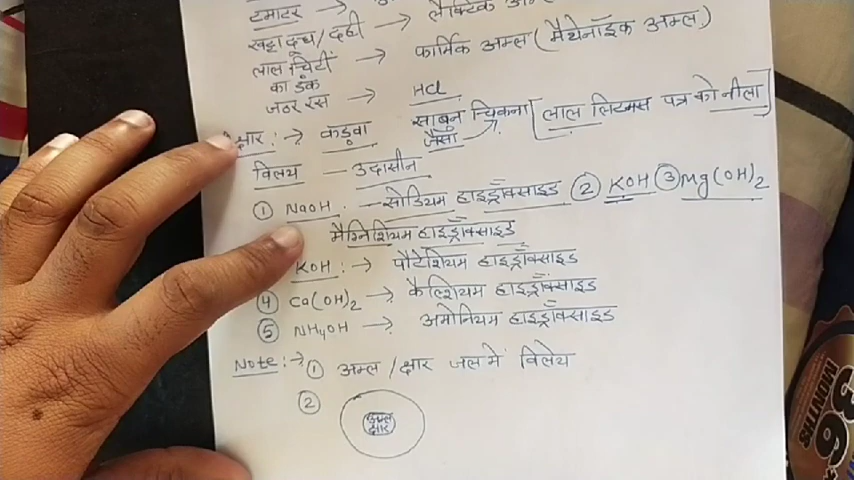 टमाटर →
खट्टा दूध/दही → लैक्टिक
लाल चिटीं → फार्मिक अम्ल (मैथेनॉइक अम्ल)
का डंक
जठर रस → HCl
क्षार :→ कड़वा साबुन जैसा चिकना [लाल लिटमस पत्र को नीला]
विलय — उदासीन
① NaOH. — सोडियम हाइड्रॉक्साइड ② KOH ③ Mg(OH)2
मैग्निशियम हाइड्रॉक्साइड
KOH :→ पोटेशियम हाइड्रॉक्साइड
④ Ca(OH)2 → कैल्शियम हाइड्रॉक्साइड
⑤ NH4OH → अमोनियम हाइड्रॉक्साइड
Note :→ ① अम्ल / क्षार जल में विलेय
② अम्ल
क्षार
MONTHS
36